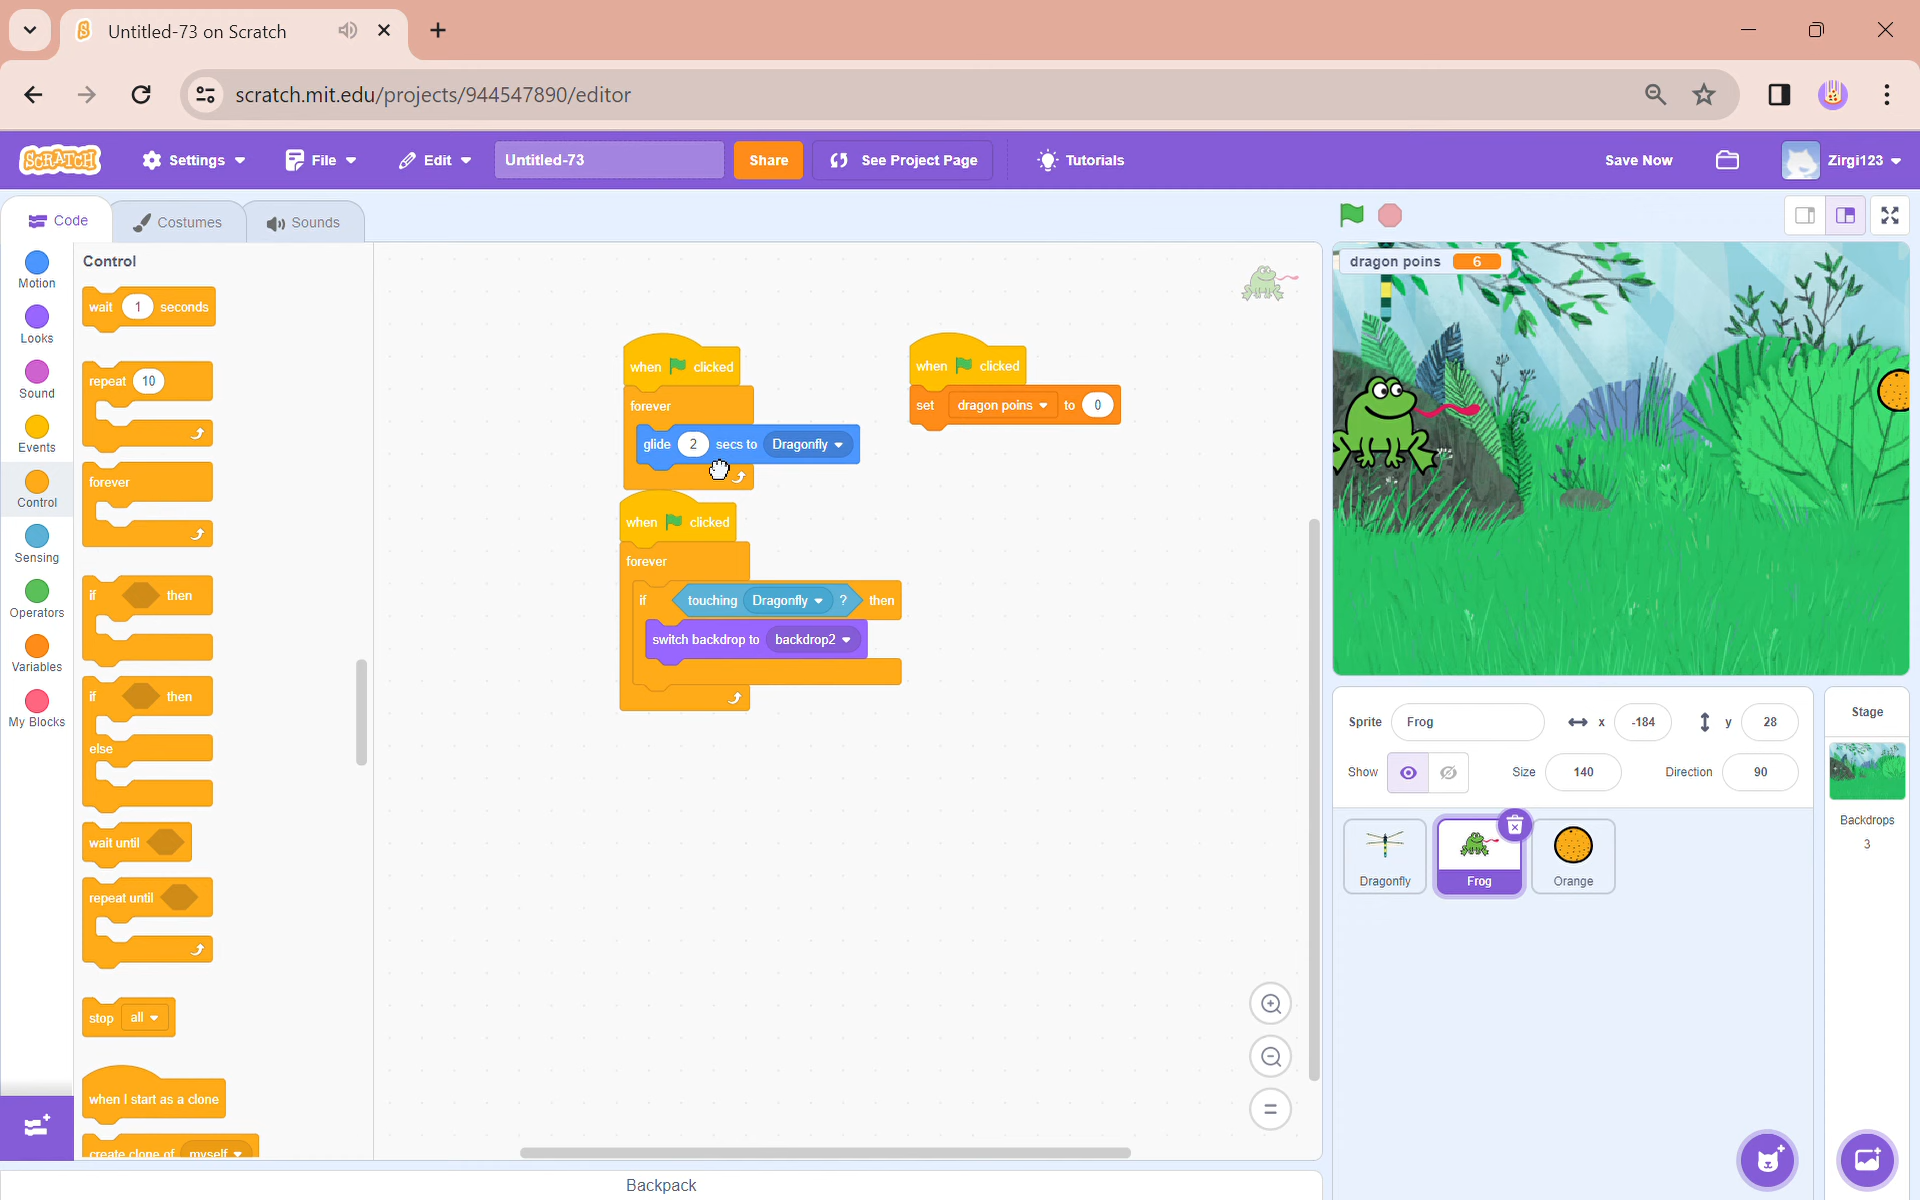 Untitled-73 on Scratch
scratch.mit.edu/projects/944547890/editor
SCRATCH
Settings
File
Edit
Untitled-73
Share
See Project Page
Tutorials
Save Now
Zirgi123
Code
Costumes
Sounds
Motion
Looks
Sound
Events
Control
Sensing
Operators
Variables
My Blocks
Control
wait 1 seconds
repeat 10
forever
if then
if then
else
wait until
repeat until
stop all
when I start as a clone
create clone of myself
when clicked
forever
glide 2 secs to Dragonfly
when clicked
forever
if touching Dragonfly ? then
switch backdrop to backdrop2
when clicked
set dragon poins to 0
dragon poins 6
Sprite Frog x -184 y 28
Show Size 140 Direction 90
Dragonfly
Frog
Orange
Stage
Backdrops
3
Backpack